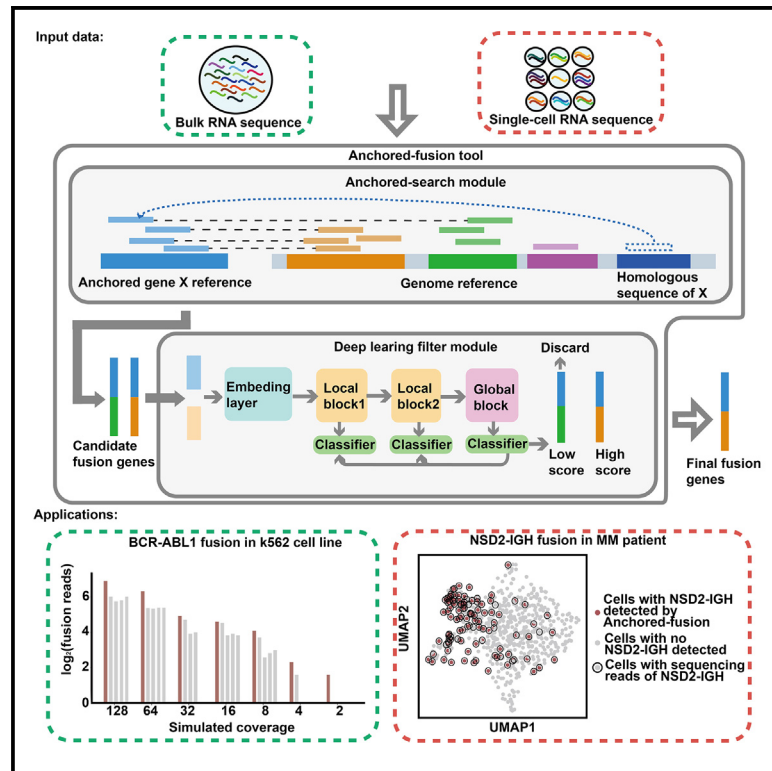 Input data:
Bulk RNA sequence
Single-cell RNA sequence
Anchored-fusion tool
Anchored-search module
Anchored gene X reference
Genome reference
Homologous
sequence of X
Deep learing filter module
Discard
Embeding
layer
Local
block1
Local
block2
Global
block
Classifier
Classifier
Classifier
Candidate
fusion genes
Low
score
High
score
Final fusion
genes
Applications:
BCR-ABL1 fusion in k562 cell line
log2(fusion reads)
6
4
2
0
128
64
32
16
8
4
2
Simulated coverage
NSD2-IGH fusion in MM patient
UMAP2
UMAP1
Cells with NSD2-IGH
detected by
Anchored-fusion
Cells with no
NSD2-IGH detected
Cells with sequencing
reads of NSD2-IGH